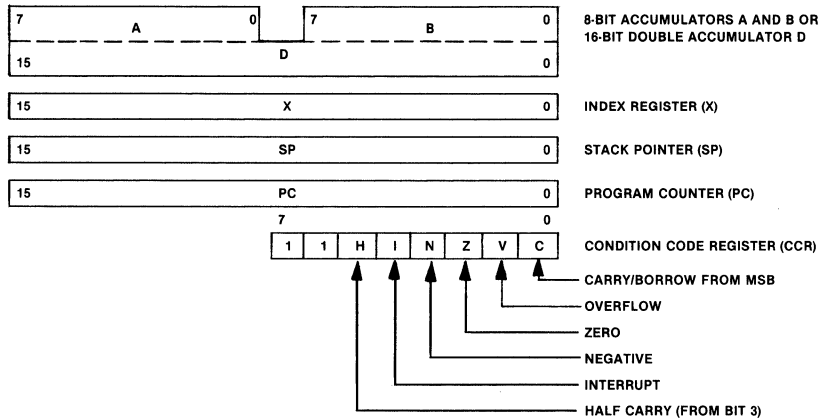 7 A 0 7 B 0 8-BIT ACCUMULATORS A AND B OR
15 D 0 16-BIT DOUBLE ACCUMULATOR D
15 X 0 INDEX REGISTER (X)
15 SP 0 STACK POINTER (SP)
15 PC 0 PROGRAM COUNTER (PC)
7 0
1 1 H I N Z V C CONDITION CODE REGISTER (CCR)
CARRY/BORROW FROM MSB
OVERFLOW
ZERO
NEGATIVE
INTERRUPT
HALF CARRY (FROM BIT 3)